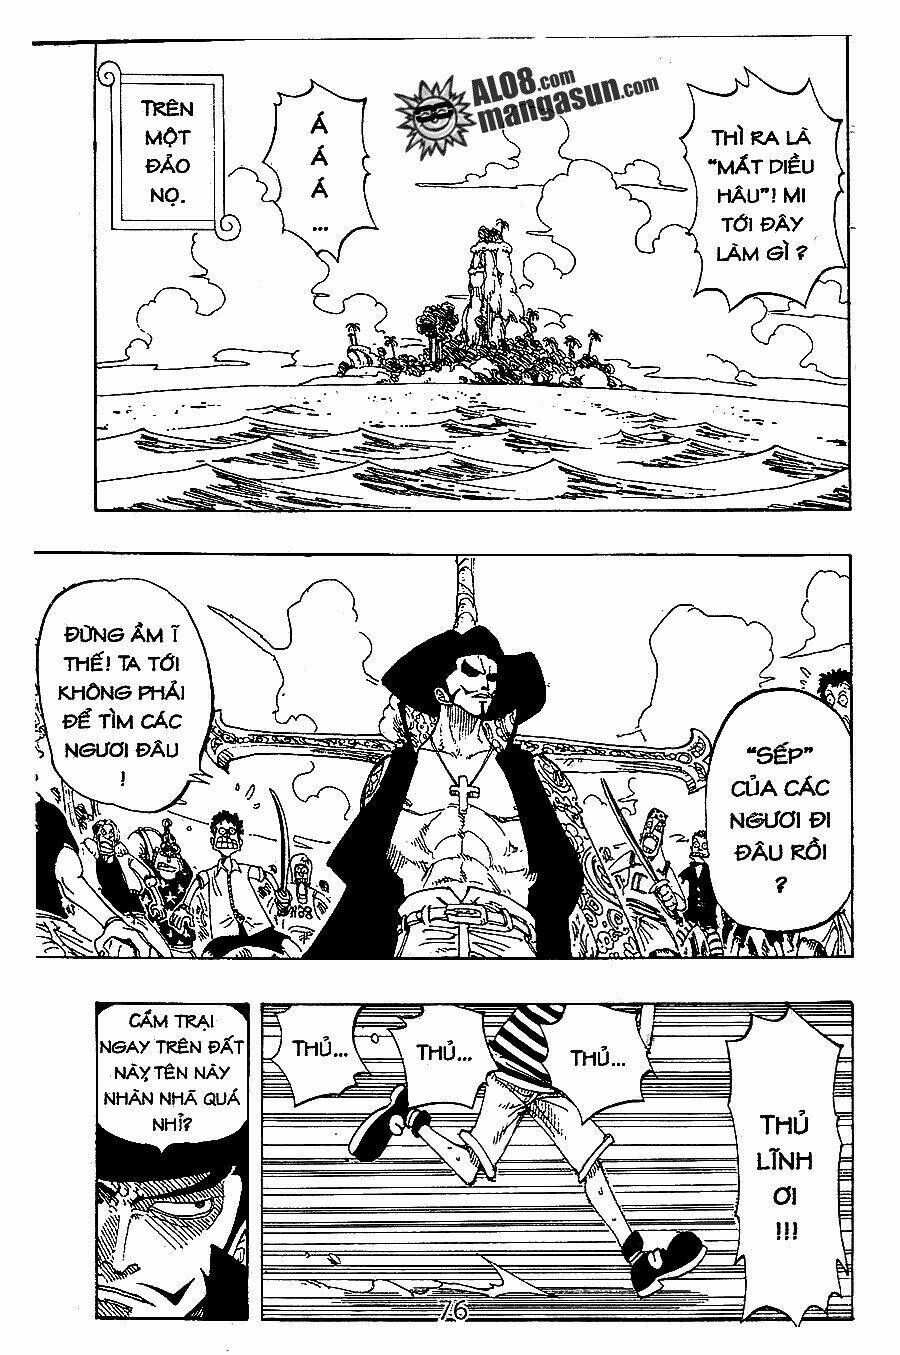 TRÊN
MỘT
ĐẢO
NỌ.
Á
Á
Á
...
AL08.com
mangasun.com
THÌ RA LÀ
“MẮT DIỀU
HÂU”! MI
TỚI ĐÂY
LÀM GÌ?
ĐỪNG ẦM Ĩ
THẾ! TA TỚI
KHÔNG PHẢI
ĐỂ TÌM CÁC
NGƯƠI ĐÂU
!
“SẾP”
CỦA CÁC
NGƯƠI ĐI
ĐÂU RỒI
?
CẮM TRẠI
NGAY TRÊN ĐẤT
NÀY, TÊN NÀY
NHÀN NHÃ QUÁ
NHỈ?
THỦ...
THỦ...
THỦ...
THỦ
LĨNH
ƠI
!!!
76